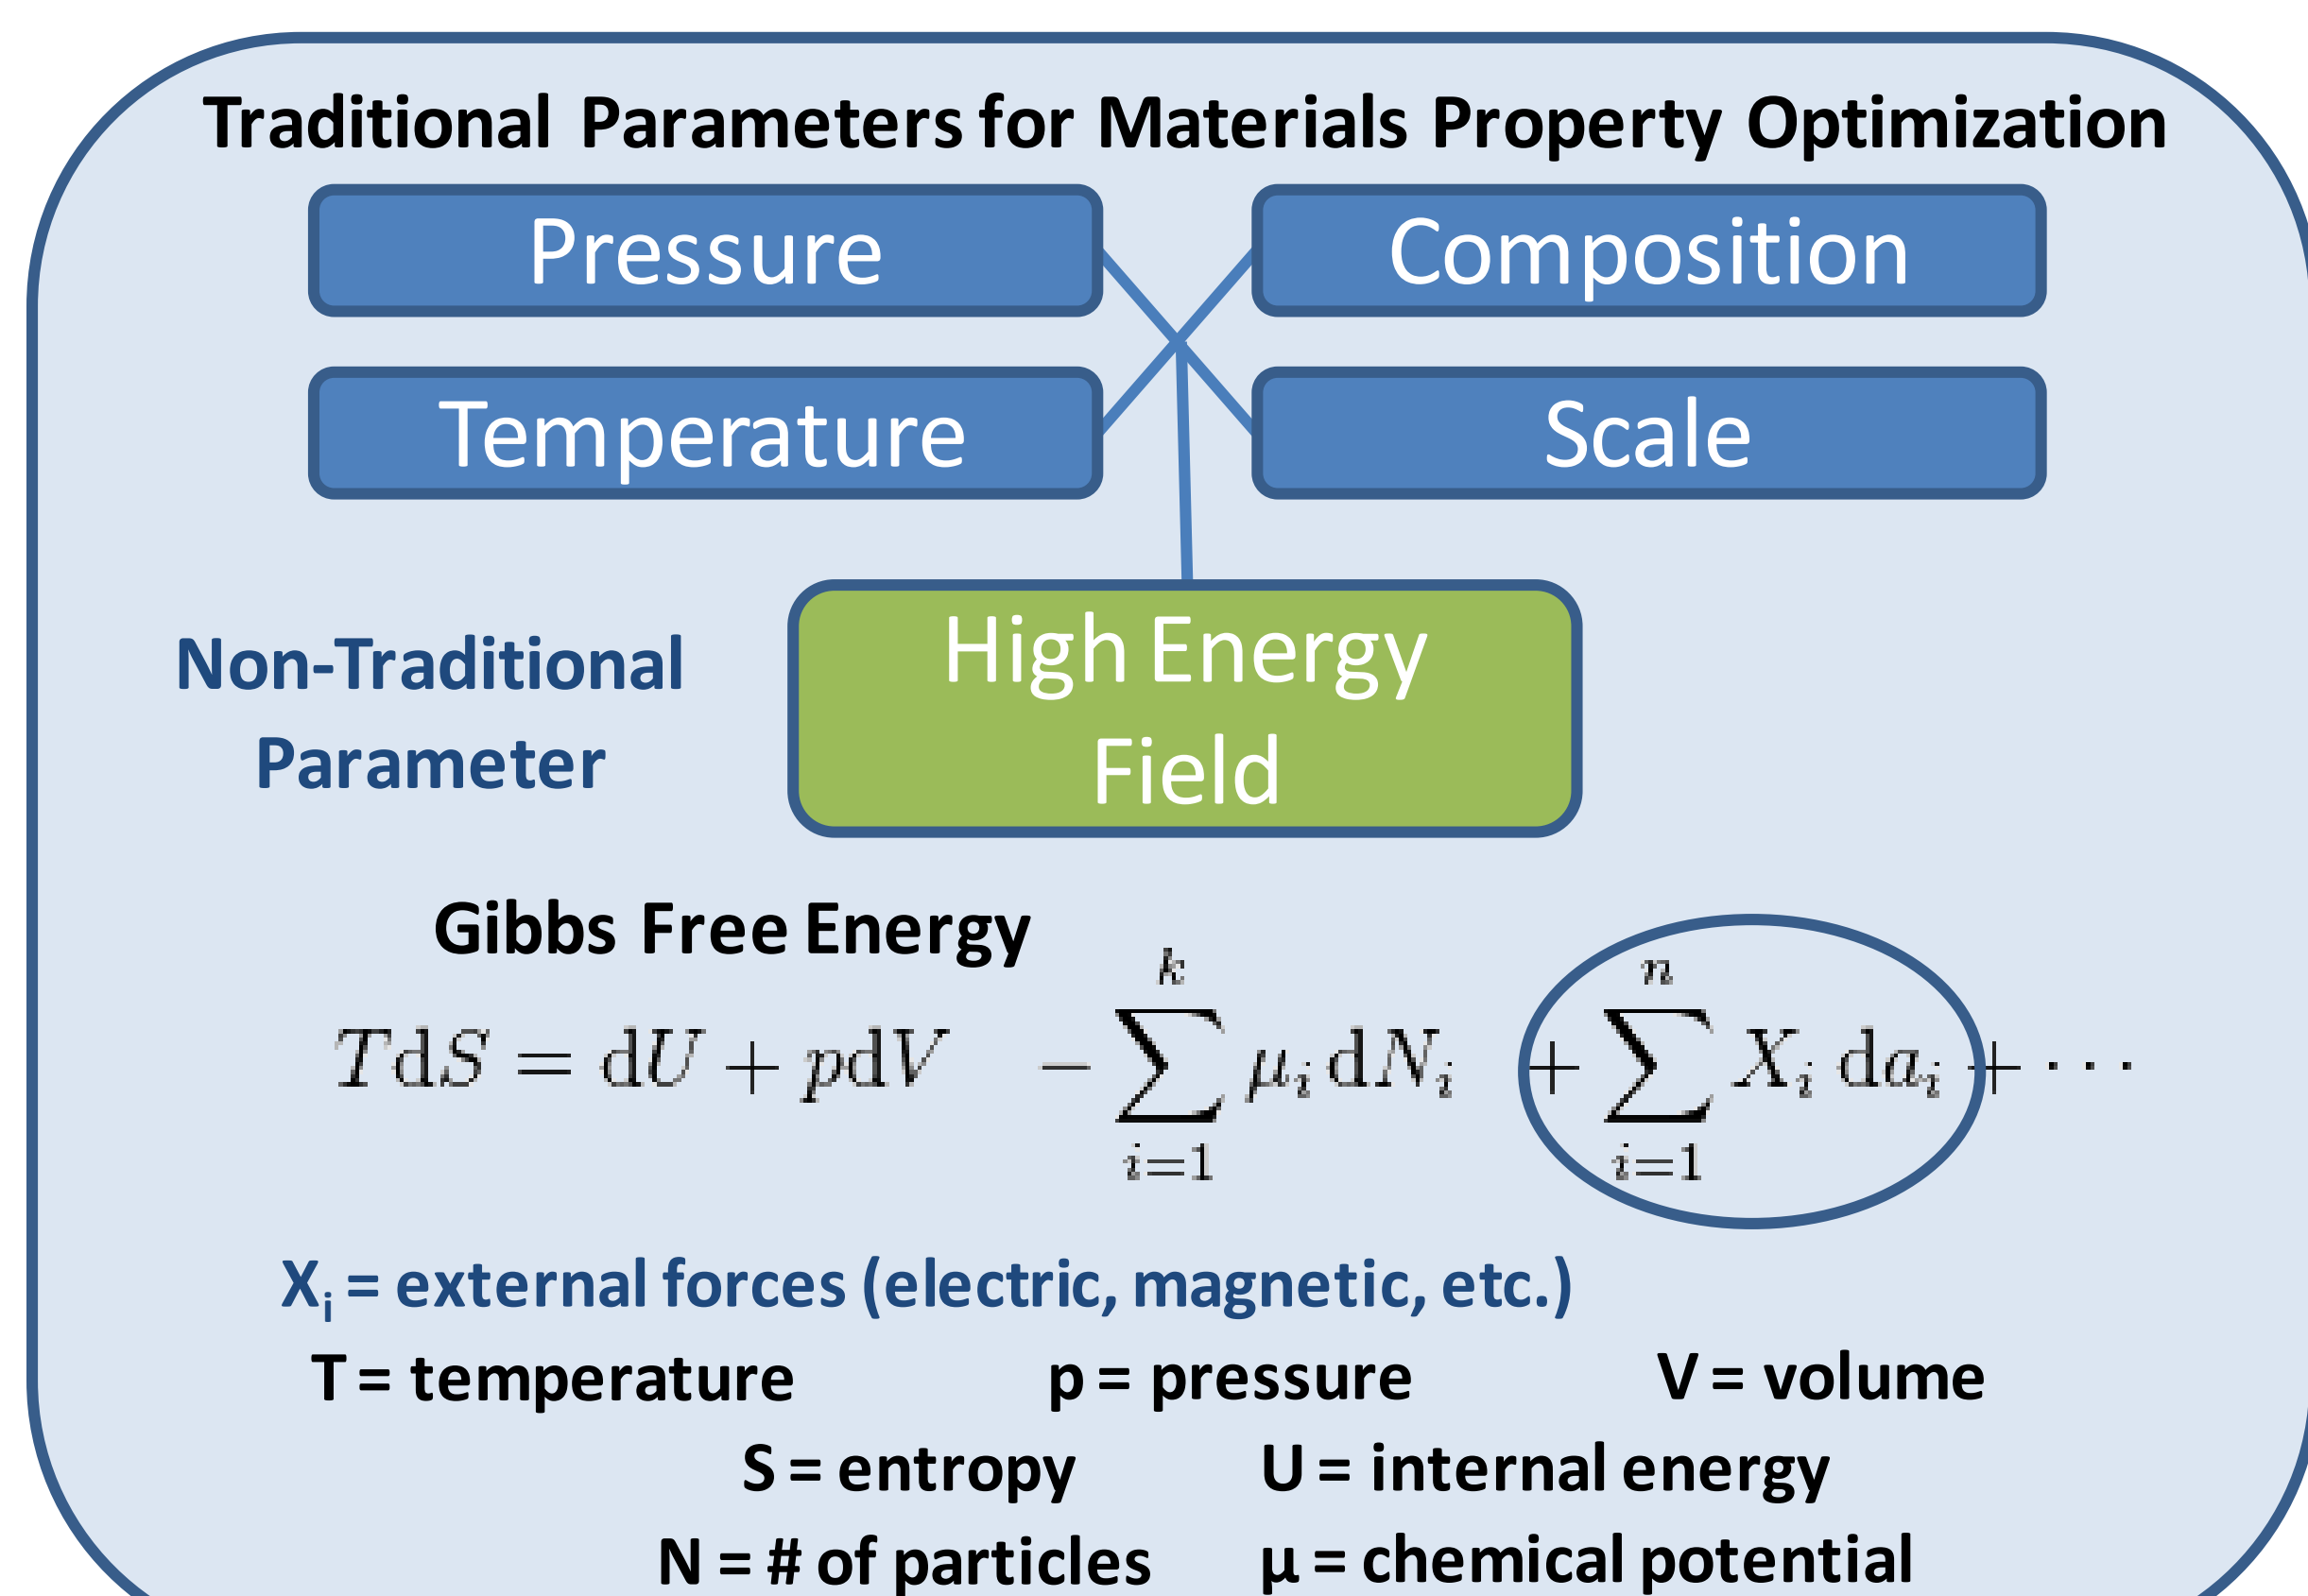 Traditional Parameters for Materials Property Optimization
Pressure
Composition
Temperature
Scale
Non-Traditional
Parameter
High Energy
Field
Gibbs Free Energy
TdS = dU + pdV − ∑_{i=1}^{k} μ_i dN_i + ∑_{i=1}^{n} X_i da_i + ⋯
X_i = external forces (electric, magnetic, etc.)
T = temperature p = pressure V = volume
S = entropy U = internal energy
N = # of particles μ = chemical potential